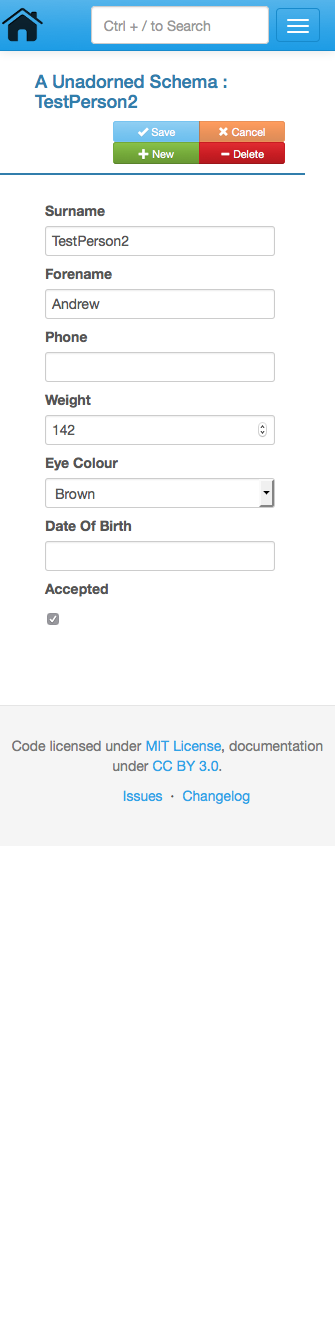 Ctrl + / to Search
A Unadorned Schema :
TestPerson2
Save Cancel
New Delete
Surname
TestPerson2
Forename
Andrew
Phone
Weight
142
Eye Colour
Brown
Date Of Birth
Accepted
Code licensed under MIT License, documentation
under CC BY 3.0.
Issues · Changelog